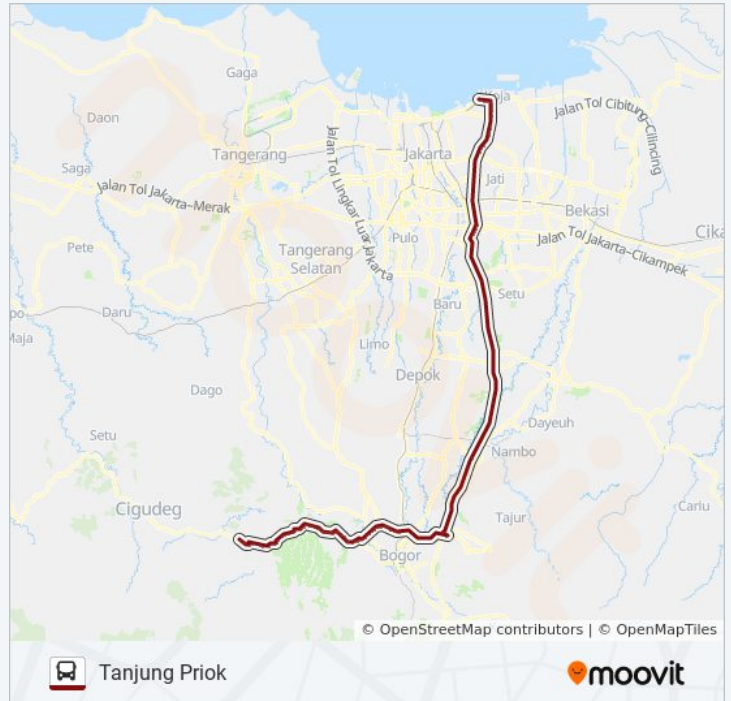 Gaga
Koja
Jalan Tol Cibitung–Cilincing
Daon
Tangerang
Jakarta
Saga
Jati
Jalan Tol Jakarta–Merak
Jalan Tol Lingkar Luar Jakarta
Bekasi
Pulo
Cika
Pete
Tangerang
Selatan
Jalan Tol Jakarta–Cikampek
Setu
Baru
Daru
Maja
Limo
Depok
Dago
Dayeuh
Setu
Nambo
Cigudeg
Tajur
Cariu
Bogor
© OpenStreetMap contributors | © OpenMapTiles
Tanjung Priok
moovit